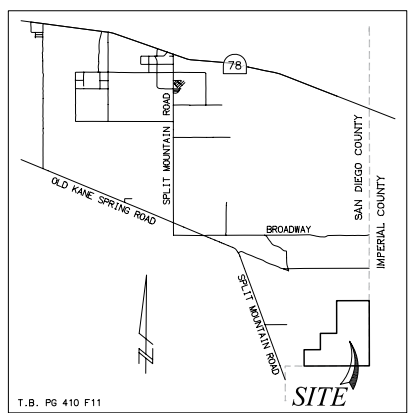 78
SPLIT MOUNTAIN ROAD
SAN DIEGO COUNTY
IMPERIAL COUNTY
OLD KANE SPRING ROAD
BROADWAY
SPLIT MOUNTAIN ROAD
N
SITE
T.B. PG 410 F11